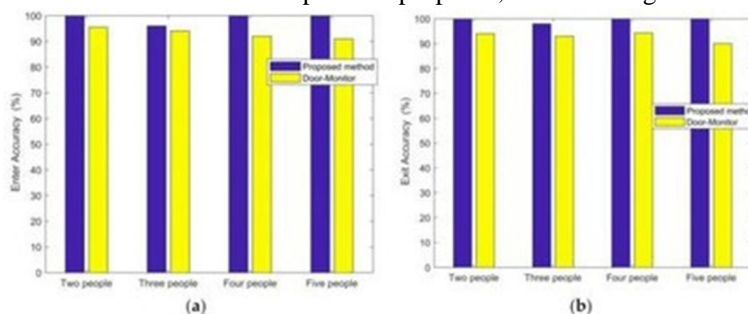 100
90
80
70
60
50
40
30
20
10
0
Enter Accuracy (%)
Proposed method
Door-Monitor
Two people Three people Four people Five people
(a)
100
90
80
70
60
50
40
30
20
10
0
Exit Accuracy (%)
Proposed metho
Door-Monitor
Two people Three people Four people Five people
(b)